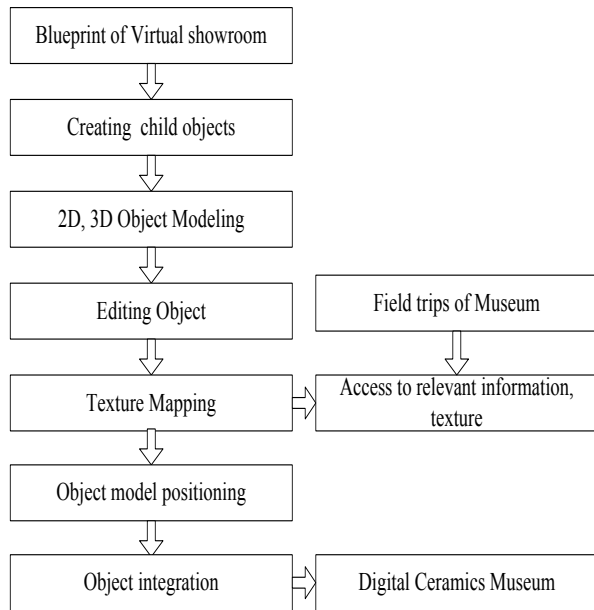 Blueprint of Virtual showroom
Creating child objects
2D, 3D Object Modeling
Editing Object
Field trips of Museum
Texture Mapping
Access to relevant information,
texture
Object model positioning
Object integration
Digital Ceramics Museum